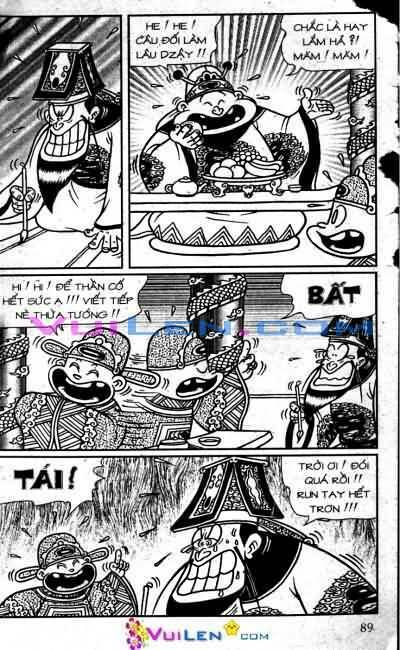 HE! HE!
CÂU ĐỐI LÀM
LÂU DZẬY!!
CHẮC LÀ HAY
LẮM HẢ?!
MĂM! MĂM!
HI! HI! ĐỂ THẦN CỐ
HẾT SỨC Ạ!!! VIẾT TIẾP
NÈ THỪA TƯỚNG!!
BẤT
VUILEN.COM
TÁI!
TRỜI ƠI! ĐÓI
QUÁ RỒI!!
RUN TAY HẾT
TRƠN!!!
89
VUILEN.COM